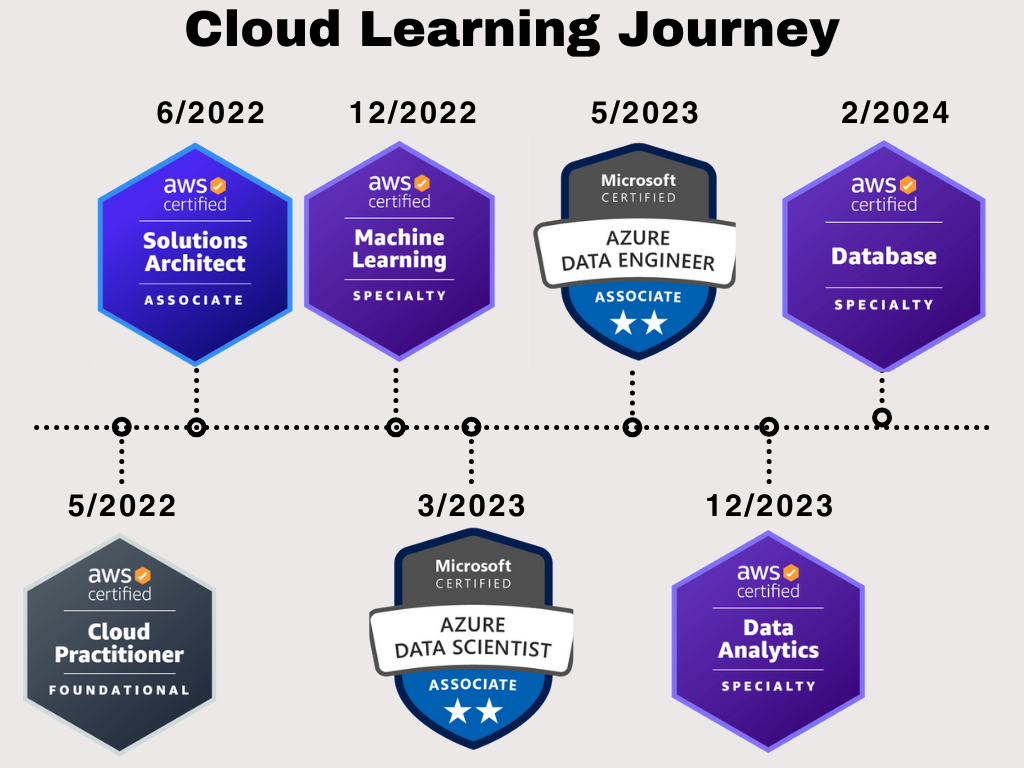 Cloud Learning Journey
6/2022
12/2022
5/2023
2/2024
aws
certified
Solutions
Architect
ASSOCIATE
aws
certified
Machine
Learning
SPECIALTY
Microsoft
CERTIFIED
AZURE
DATA ENGINEER
ASSOCIATE
aws
certified
Database
SPECIALTY
5/2022
3/2023
12/2023
aws
certified
Cloud
Practitioner
FOUNDATIONAL
Microsoft
CERTIFIED
AZURE
DATA SCIENTIST
ASSOCIATE
aws
certified
Data
Analytics
SPECIALTY